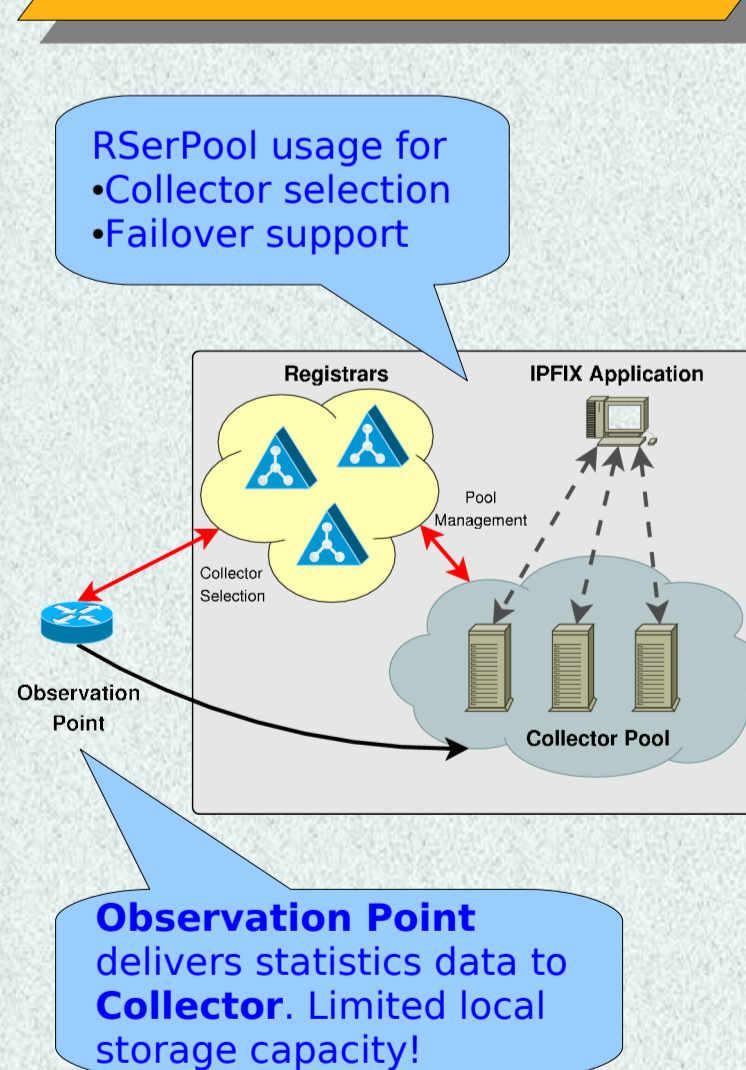 RSerPool usage for
•Collector selection
•Failover support
Registrars
IPFIX Application
Pool
Management
Collector
Selection
Observation
Point
Collector Pool
Observation Point
delivers statistics data to
Collector. Limited local
storage capacity!